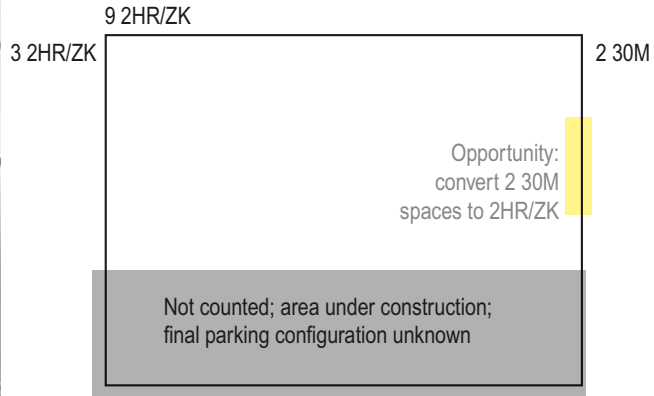 9 2HR/ZK
3 2HR/ZK
2 30M
Opportunity:
convert 2 30M
spaces to 2HR/ZK
Not counted; area under construction;
final parking configuration unknown